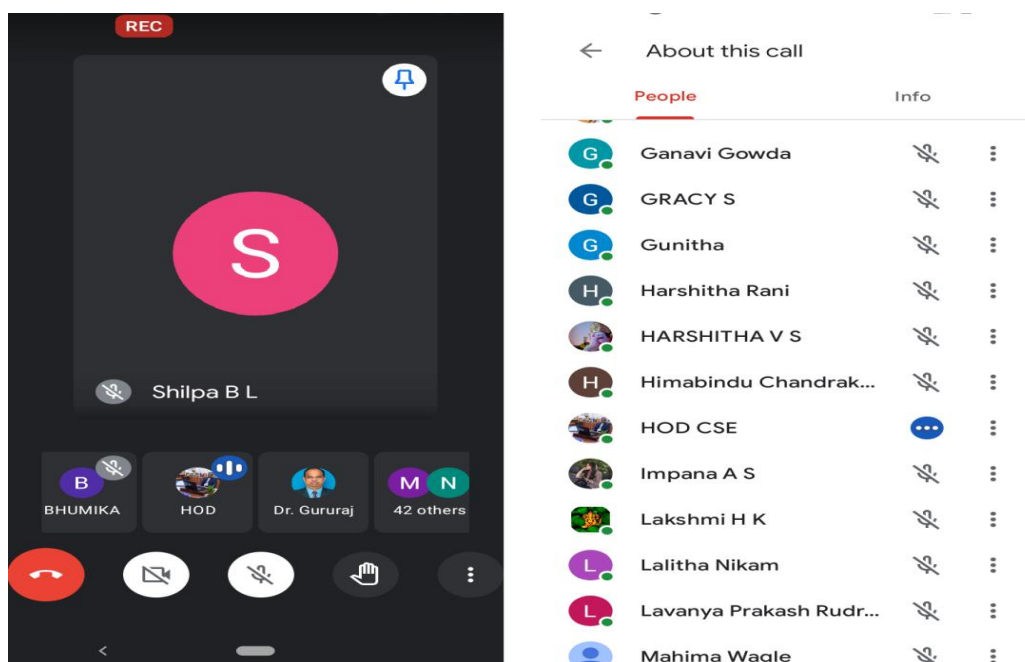 REC
S
Shilpa B L
B
M N
BHUMIKA
HOD
Dr. Gururaj
42 others
About this call
People
Info
G Ganavi Gowda
G GRACY S
G Gunitha
H Harshitha Rani
HARSHITHA V S
H Himabindu Chandrak...
HOD CSE
Impana A S
Lakshmi H K
L Lalitha Nikam
L Lavanya Prakash Rudr...
Mahima Wagle